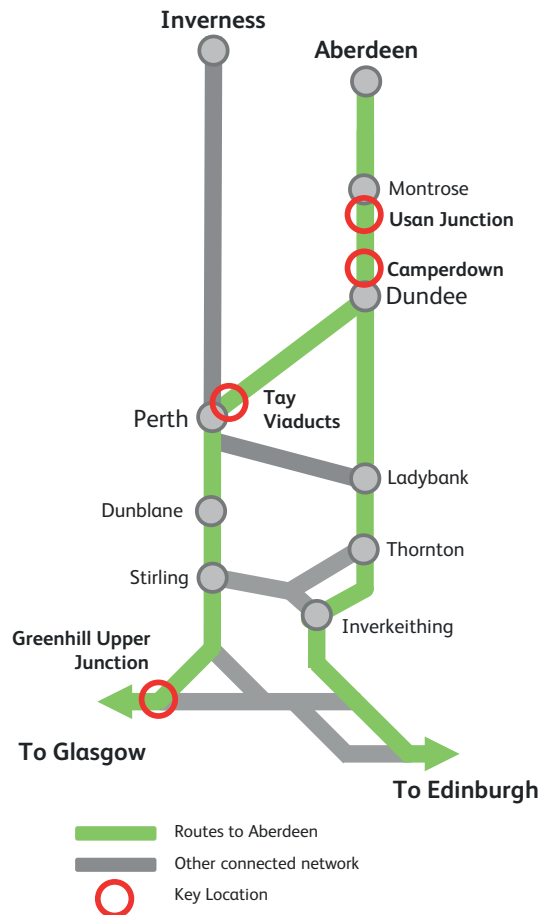 Inverness
Aberdeen
Montrose
Usan Junction
Camperdown
Dundee
Tay
Viaducts
Perth
Ladybank
Dunblane
Thornton
Stirling
Inverkeithing
Greenhill Upper
Junction
To Glasgow
To Edinburgh
Routes to Aberdeen
Other connected network
Key Location